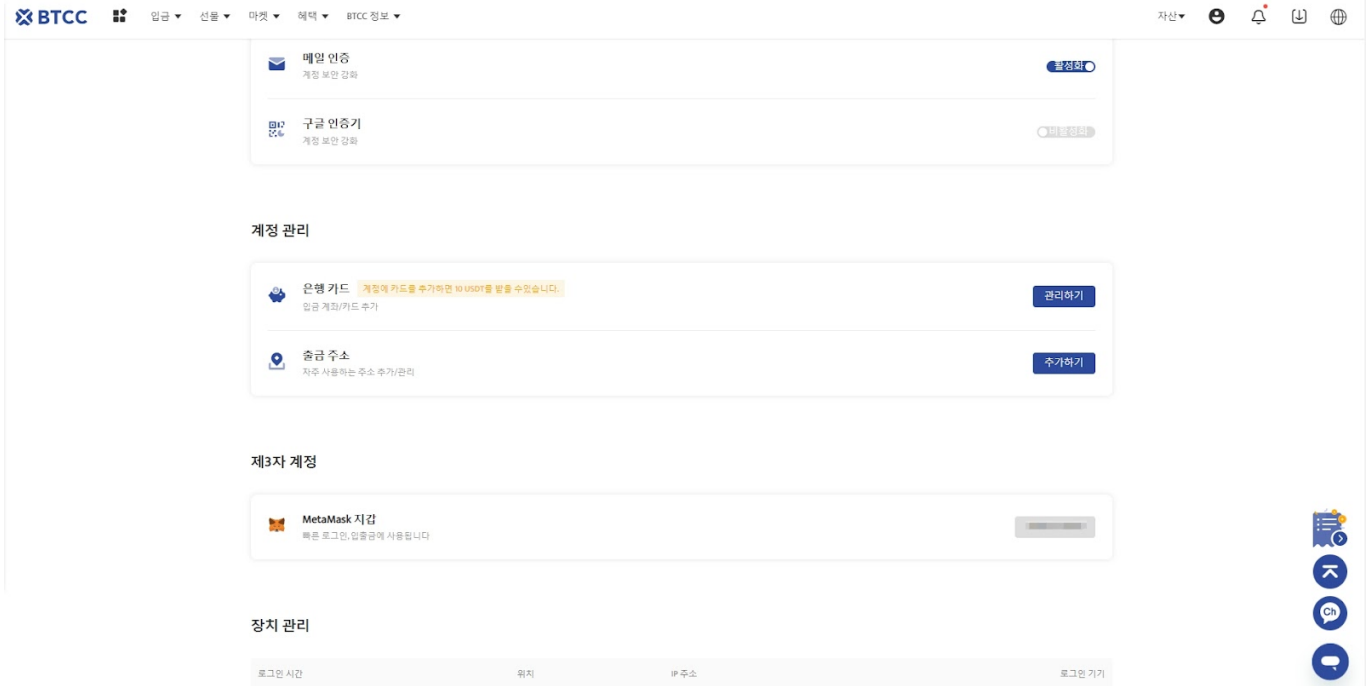 BTCC 입금 선물 마켓 혜택 BTCC 정보 자산
메일 인증
계정 보안 강화
활성화
구글 인증기
계정 보안 강화
비활성화
계정 관리
은행 카드 계정에 카드를 추가하면 10 USDT를 받을 수있습니다.
입금 계좌/카드 추가
관리하기
출금 주소
자주 사용하는 주소 추가/관리
추가하기
제3자 계정
MetaMask 지갑
빠른 로그인,입출금에 사용됩니다
Ch
장치 관리
로그인 시간 위치 IP 주소 로그인 기기